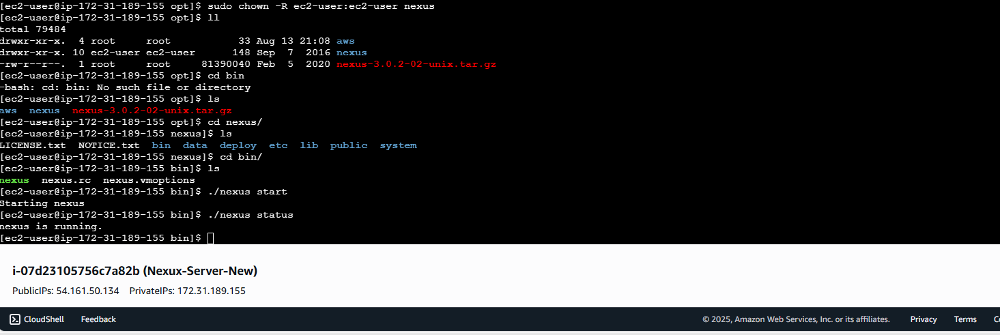 [ec2-user@ip-172-31-189-155 opt]$ sudo chown -R ec2-user:ec2-user nexus
[ec2-user@ip-172-31-189-155 opt]$ ll
total 79484
drwxr-xr-x.  4 root     root           33 Aug 13 21:08 aws
drwxr-xr-x. 10 ec2-user ec2-user      148 Sep  7  2016 nexus
-rw-r--r--.  1 root     root     81390040 Feb  5  2020 nexus-3.0.2-02-unix.tar.gz
[ec2-user@ip-172-31-189-155 opt]$ cd bin
-bash: cd: bin: No such file or directory
[ec2-user@ip-172-31-189-155 opt]$ ls
aws  nexus  nexus-3.0.2-02-unix.tar.gz
[ec2-user@ip-172-31-189-155 opt]$ cd nexus/
[ec2-user@ip-172-31-189-155 nexus]$ ls
LICENSE.txt  NOTICE.txt  bin  data  deploy  etc  lib  public  system
[ec2-user@ip-172-31-189-155 nexus]$ cd bin/
[ec2-user@ip-172-31-189-155 bin]$ ls
nexus  nexus.rc  nexus.vmoptions
[ec2-user@ip-172-31-189-155 bin]$ ./nexus start
Starting nexus
[ec2-user@ip-172-31-189-155 bin]$ ./nexus status
nexus is running.
[ec2-user@ip-172-31-189-155 bin]$
i-07d23105756c7a82b (Nexux-Server-New)
PublicIPs: 54.161.50.134 PrivateIPs: 172.31.189.155
CloudShell Feedback © 2025, Amazon Web Services, Inc. or its affiliates. Privacy Terms